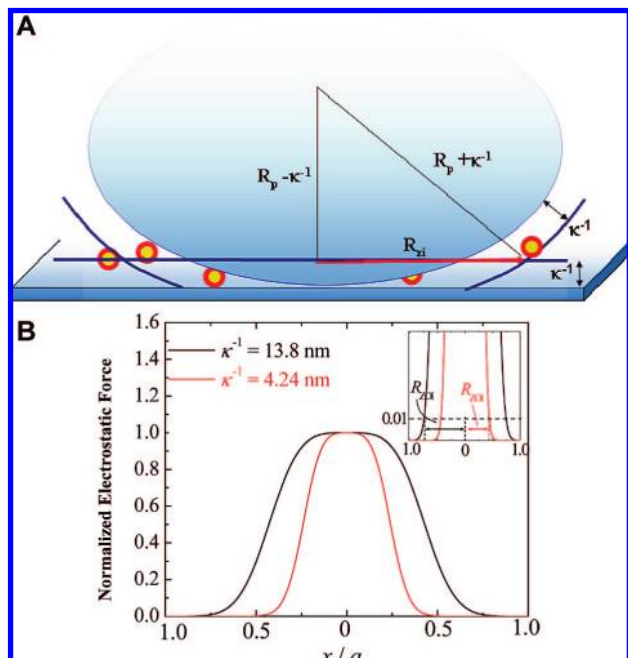 A
R_p - κ^-1
R_p + κ^-1
R_zi
κ^-1
κ^-1
B
Normalized Electrostatic Force
1.6
1.4
1.2
1.0
0.8
0.6
0.4
0.2
0.0
κ^-1 = 13.8 nm
κ^-1 = 4.24 nm
R_ZOI
R_ZOI
0.01
1.0 0 1.0
1.0 0.5 0 0.5 1.0
x / a